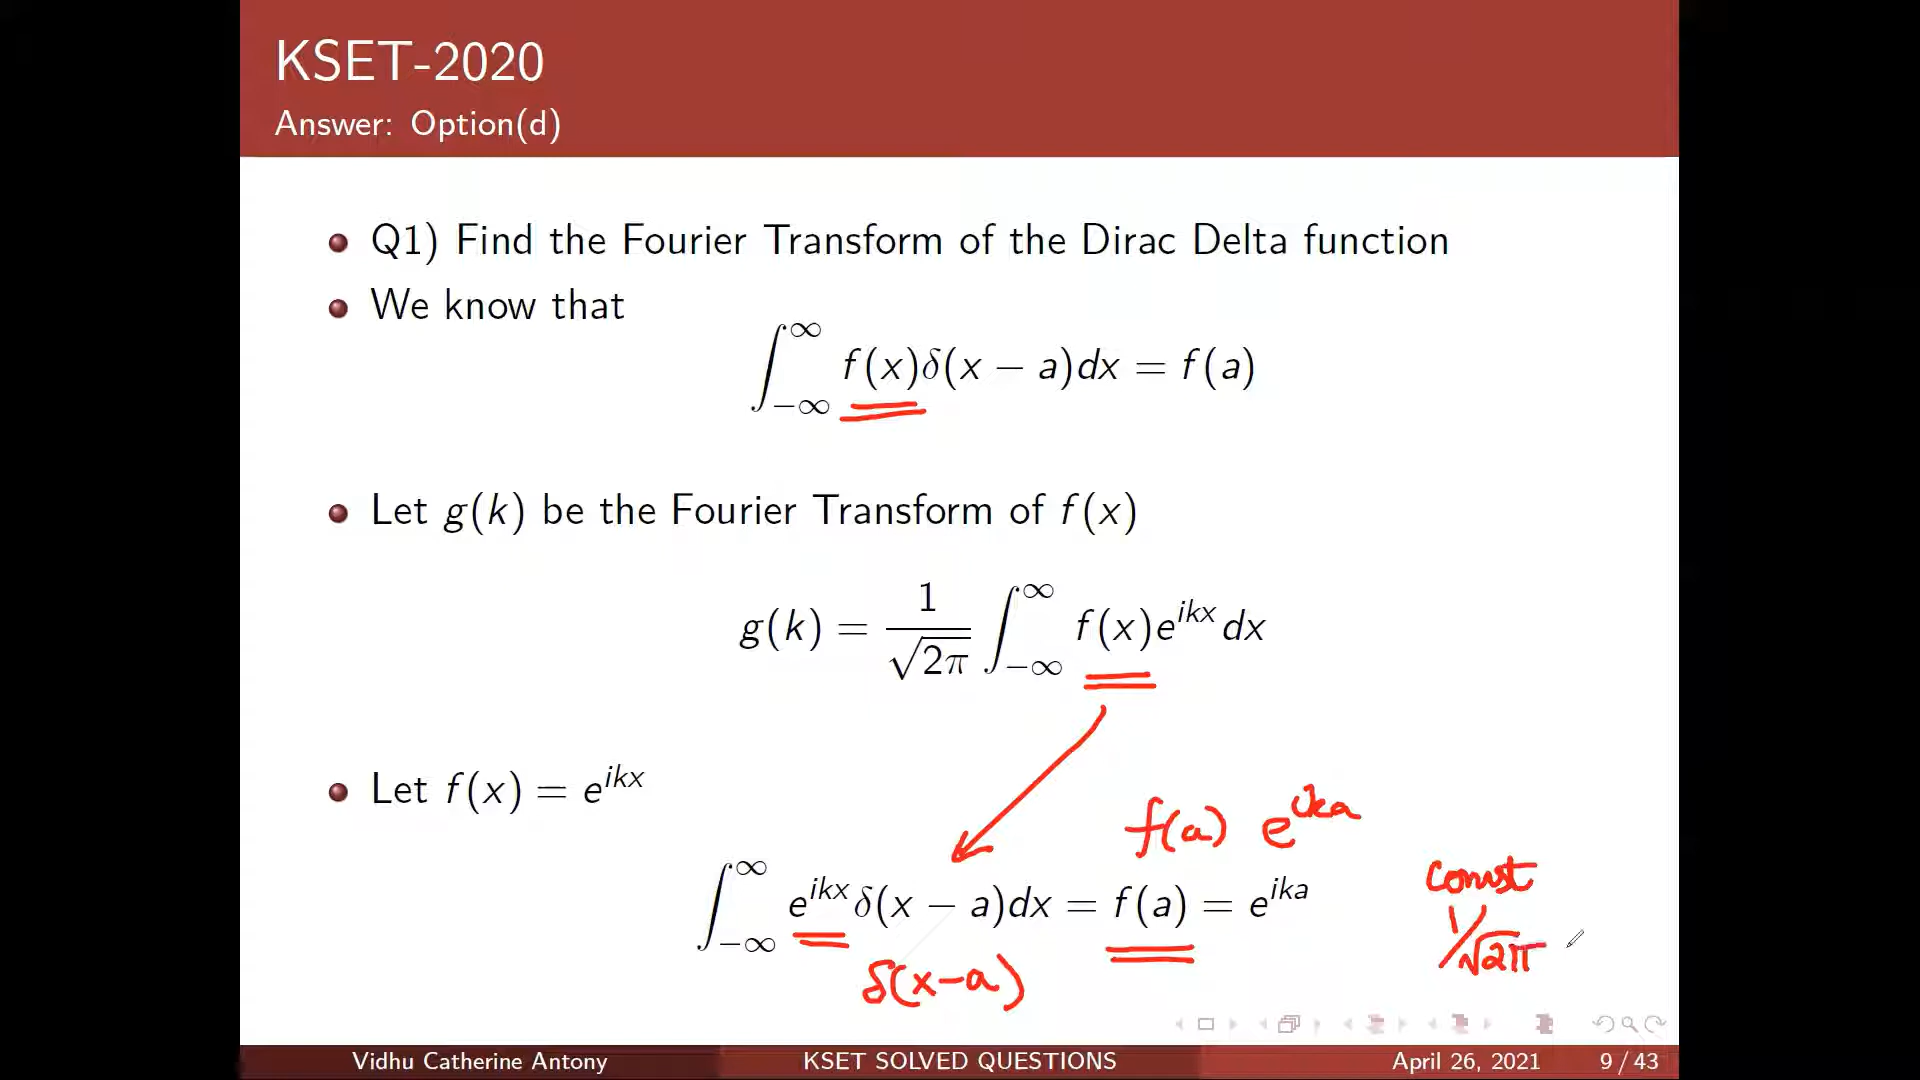 KSET-2020
Answer: Option(d)
Q1) Find the Fourier Transform of the Dirac Delta function
We know that
∫_{−∞}^{∞} f(x)δ(x − a)dx = f(a)
Let g(k) be the Fourier Transform of f(x)
g(k) = 1/√2π ∫_{−∞}^{∞} f(x)e^{ikx}dx
Let f(x) = e^{ikx}
f(a) e^{ika}
∫_{−∞}^{∞} e^{ikx}δ(x − a)dx = f(a) = e^{ika}
const
1/√2π
δ(x-a)
Vidhu Catherine Antony KSET SOLVED QUESTIONS April 26, 2021 9 / 43